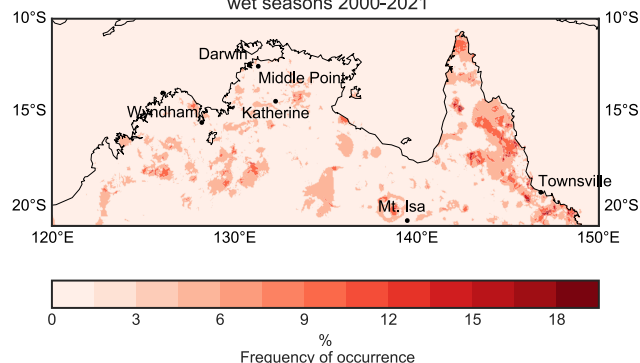 wet seasons 2000-2021
10°S 10°S
Darwin
Middle Point
Wyndham
Katherine
15°S 15°S
Townsville
20°S Mt. Isa 20°S
120°E 130°E 140°E 150°E
0 3 6 9 12 15 18
%
Frequency of occurrence